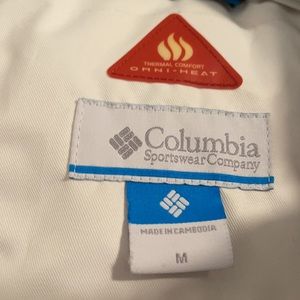 THERMAL COMFORT
OMNI-HEAT
Columbia
Sportswear Company
MADE IN CAMBODIA
M